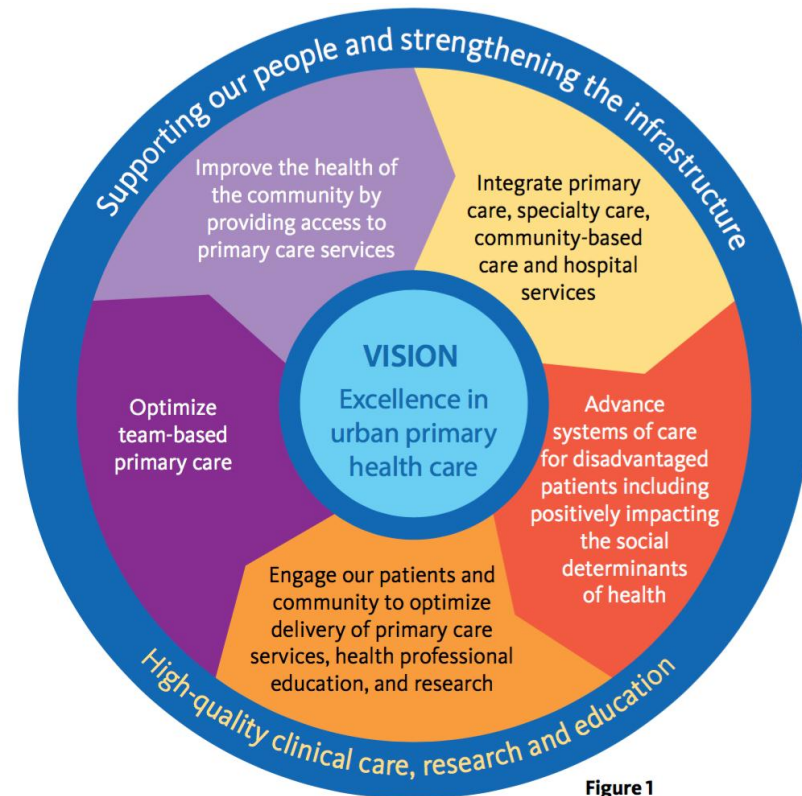 Supporting our people and strengthening the infrastructure
Improve the health of
the community by
providing access to
primary care services
Integrate primary
care, specialty care,
community-based
care and hospital
services
VISION
Excellence in
urban primary
health care
Optimize
team-based
primary care
Advance
systems of care
for disadvantaged
patients including
positively impacting
the social
determinants
of health
Engage our patients and
community to optimize
delivery of primary care
services, health professional
education, and research
High-quality clinical care, research and education
Figure 1